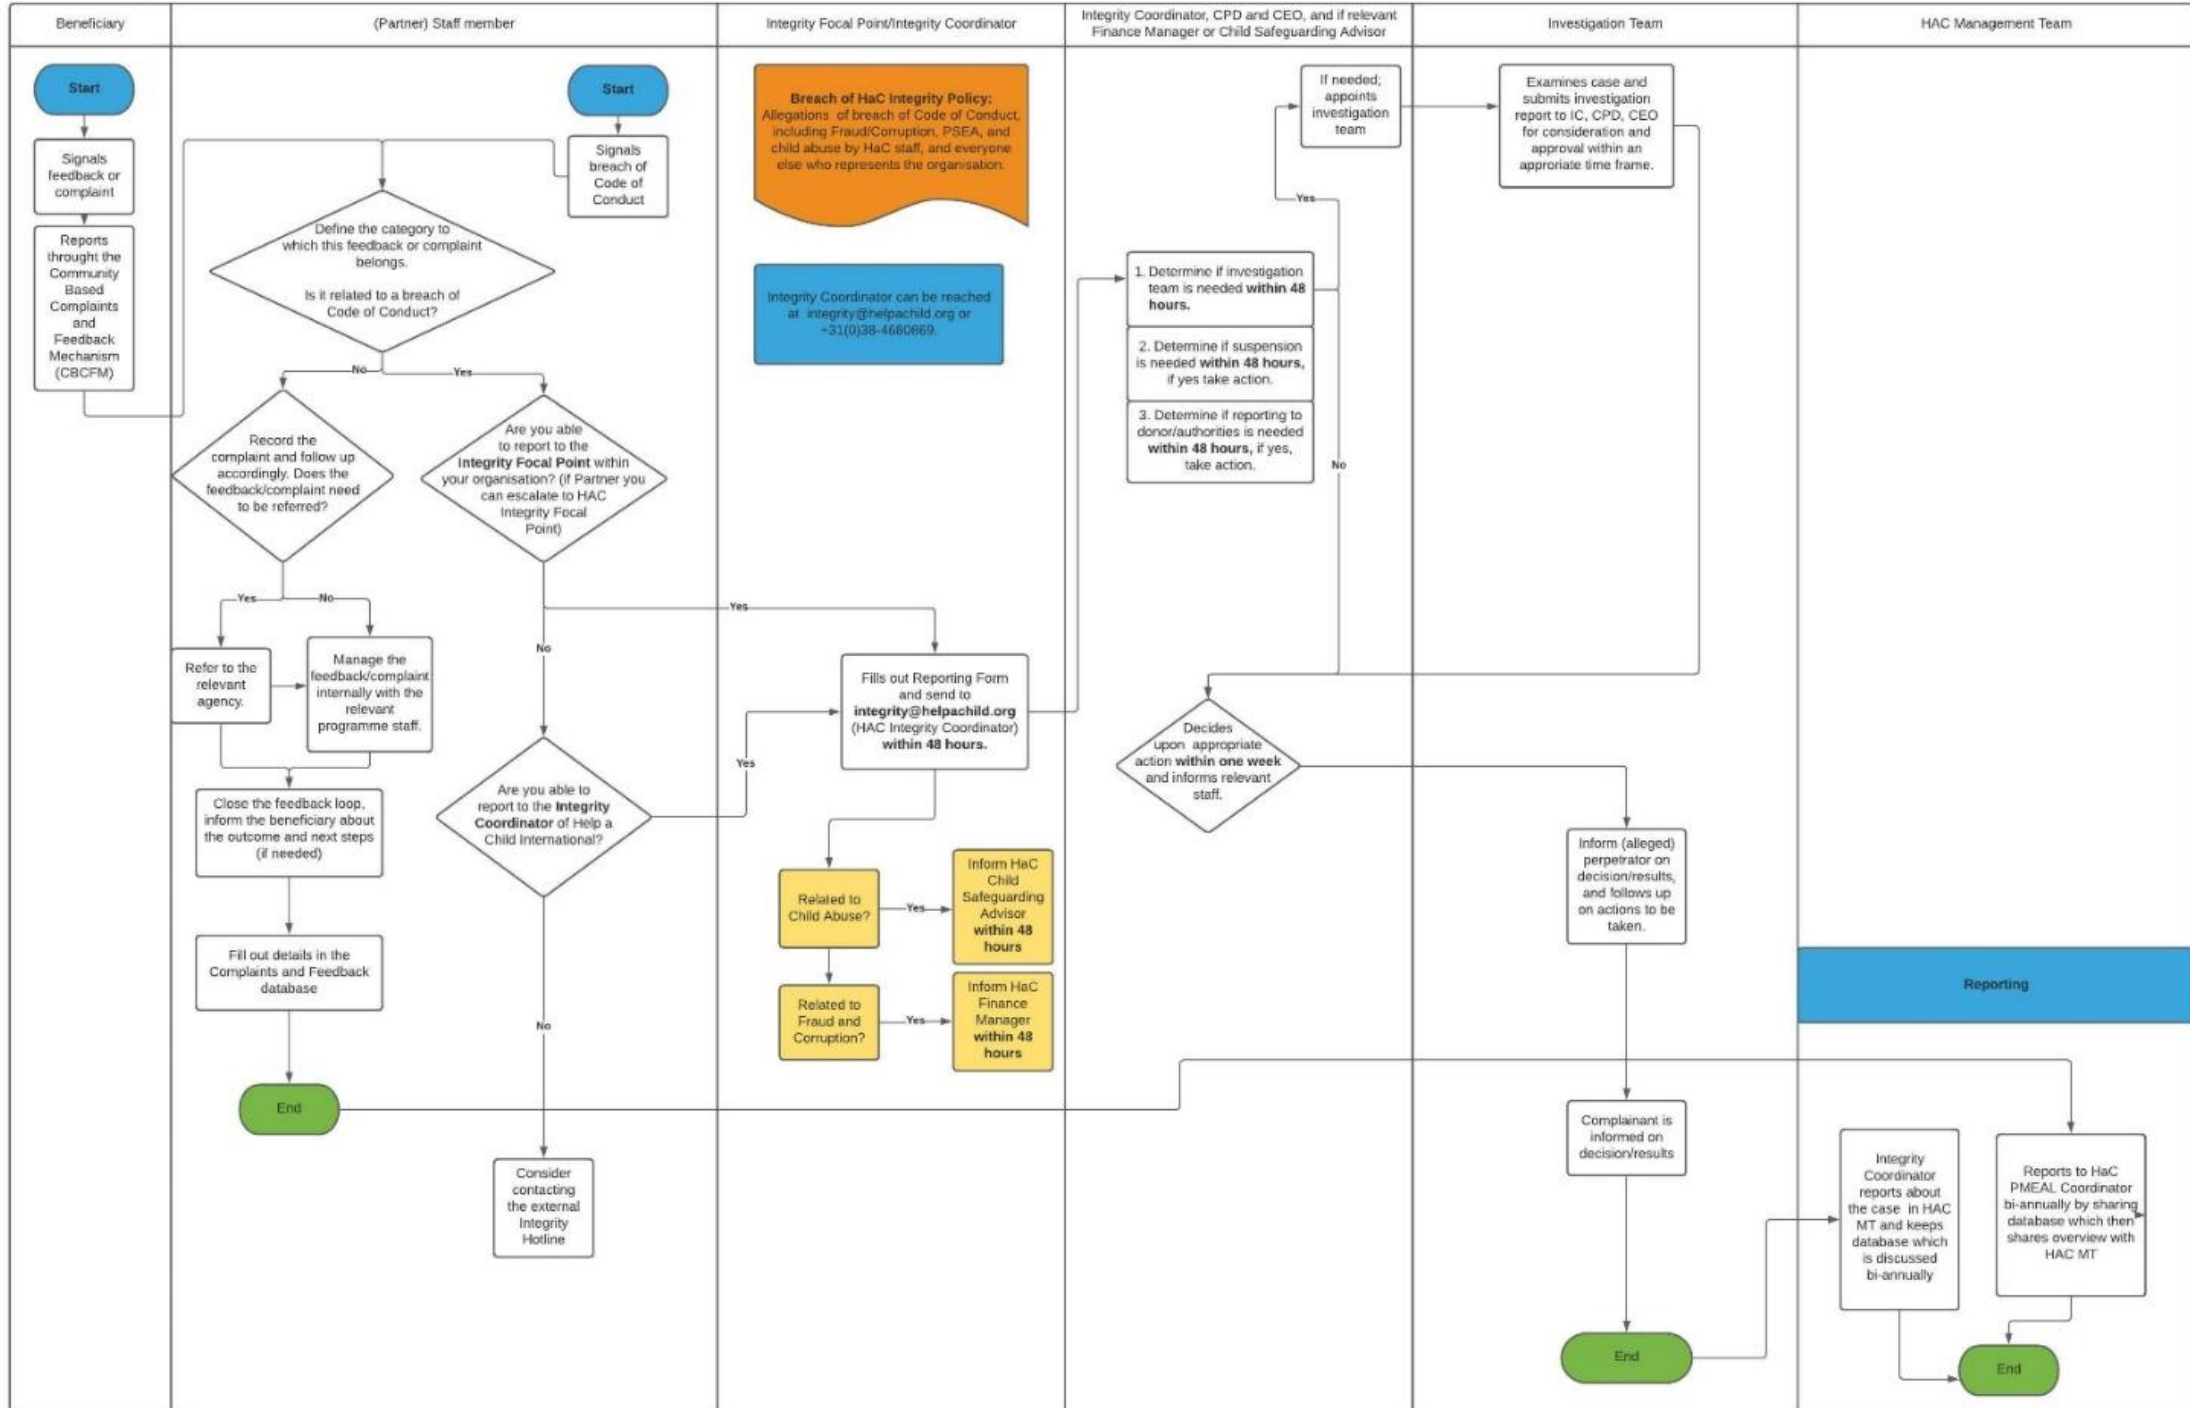 Beneficiary
(Partner) Staff member
Integrity Focal Point/Integrity Coordinator
Integrity Coordinator, CPD and CEO, and if relevant
Finance Manager or Child Safeguarding Advisor
Investigation Team
HAC Management Team
Start
Signals
feedback or
complaint
Reports
throught the
Community
Based
Complaints
and
Feedback
Mechanism
(CBCFM)
Start
Signals
breach of
Code of
Conduct
Define the category to
which this feedback or complaint
belongs.
Is it related to a breach of
Code of Conduct?
No
Yes
Record the
complaint and follow up
accordingly. Does the
feedback/complaint need
to be referred?
Are you able
to report to the
Integrity Focal Point within
your organisation? (if Partner you
can escalate to HAC
Integrity Focal
Point)
Yes
No
Refer to the
relevant
agency.
Manage the
feedback/complaint
internally with the
relevant
programme staff.
Close the feedback loop,
inform the beneficiary about
the outcome and next steps
(if needed)
Fill out details in the
Complaints and Feedback
database
End
No
Yes
Are you able to
report to the Integrity
Coordinator of Help a
Child International?
Yes
No
Consider
contacting
the external
Integrity
Hotline
Breach of HaC Integrity Policy:
Allegations of breach of Code of Conduct,
including Fraud/Corruption, PSEA, and
child abuse by HaC staff, and everyone
else who represents the organisation.
Integrity Coordinator can be reached
at integrity@helpachild.org or
+31(0)38-4680869.
Fills out Reporting Form
and send to
integrity@helpachild.org
(HAC Integrity Coordinator)
within 48 hours.
Related to
Child Abuse?
Yes
Inform HaC
Child
Safeguarding
Advisor
within 48
hours
Related to
Fraud and
Corruption?
Yes
Inform HaC
Finance
Manager
within 48
hours
If needed;
appoints
investigation
team
Yes
1. Determine if investigation
team is needed within 48
hours.
2. Determine if suspension
is needed within 48 hours,
if yes take action.
3. Determine if reporting to
donor/authorities is needed
within 48 hours, if yes,
take action.
No
Decides
upon appropriate
action within one week
and informs relevant
staff.
Examines case and
submits investigation
report to IC, CPD, CEO
for consideration and
approval within an
approriate time frame.
Inform (alleged)
perpetrator on
decision/results,
and follows up
on actions to be
taken.
Complainant is
informed on
decision/results
End
Reporting
Integrity
Coordinator
reports about
the case in HAC
MT and keeps
database which
is discussed
bi-annually
Reports to HaC
PMEAL Coordinator
bi-annually by sharing
database which then
shares overview with
HAC MT
End